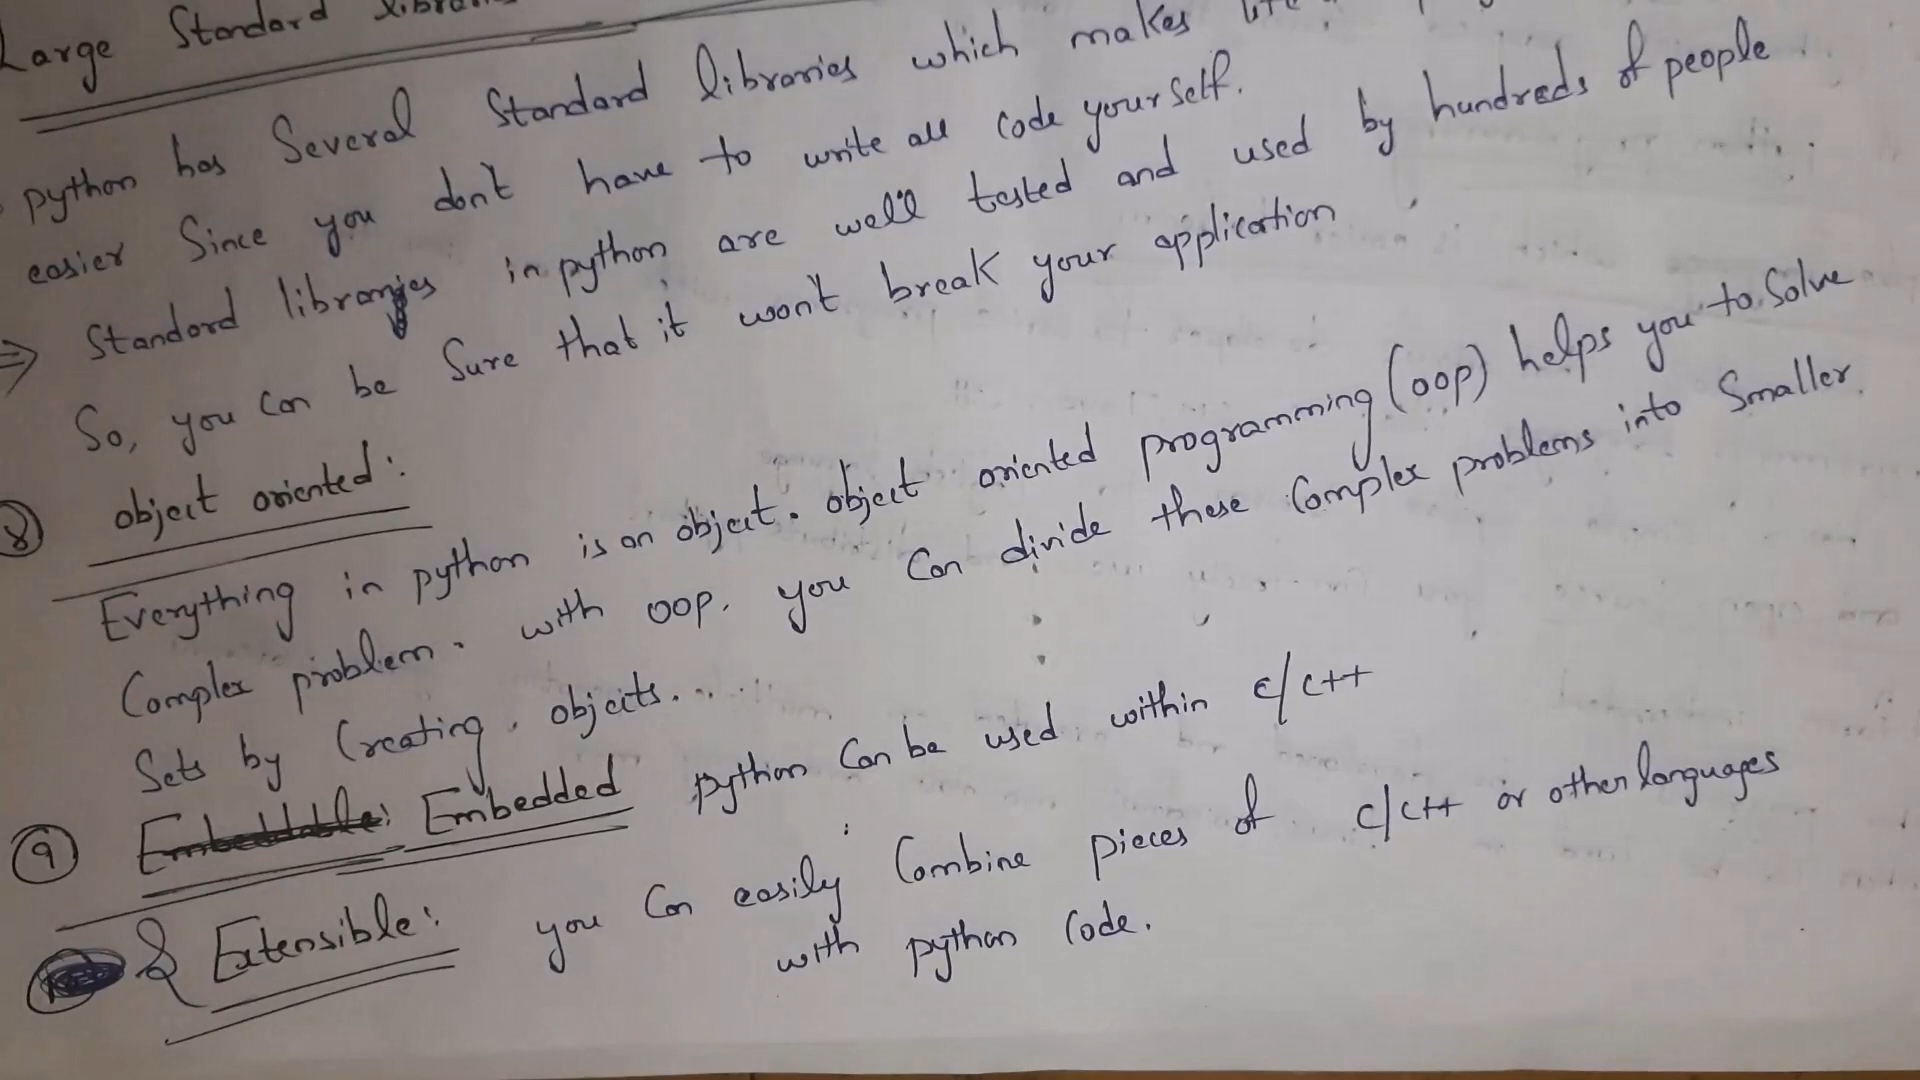 Large Standard
python has Several Standard libraries which makes
easier Since you don't have to write all code yourself.
⇒ Standard libraries in python are well tested and used by hundreds of people
So, you can be Sure that it won't break your application
8 object oriented:
Everything in python is an object. object oriented programming (OOP) helps you to Solve
Complex problem. with OOP, you Can divide these Complex problems into Smaller
Sets by Creating objects.
9 Embeddable: Embedded python Can be used within c/c++
& Extensible: you Can easily Combine pieces of c/c++ or other languages
with python Code.